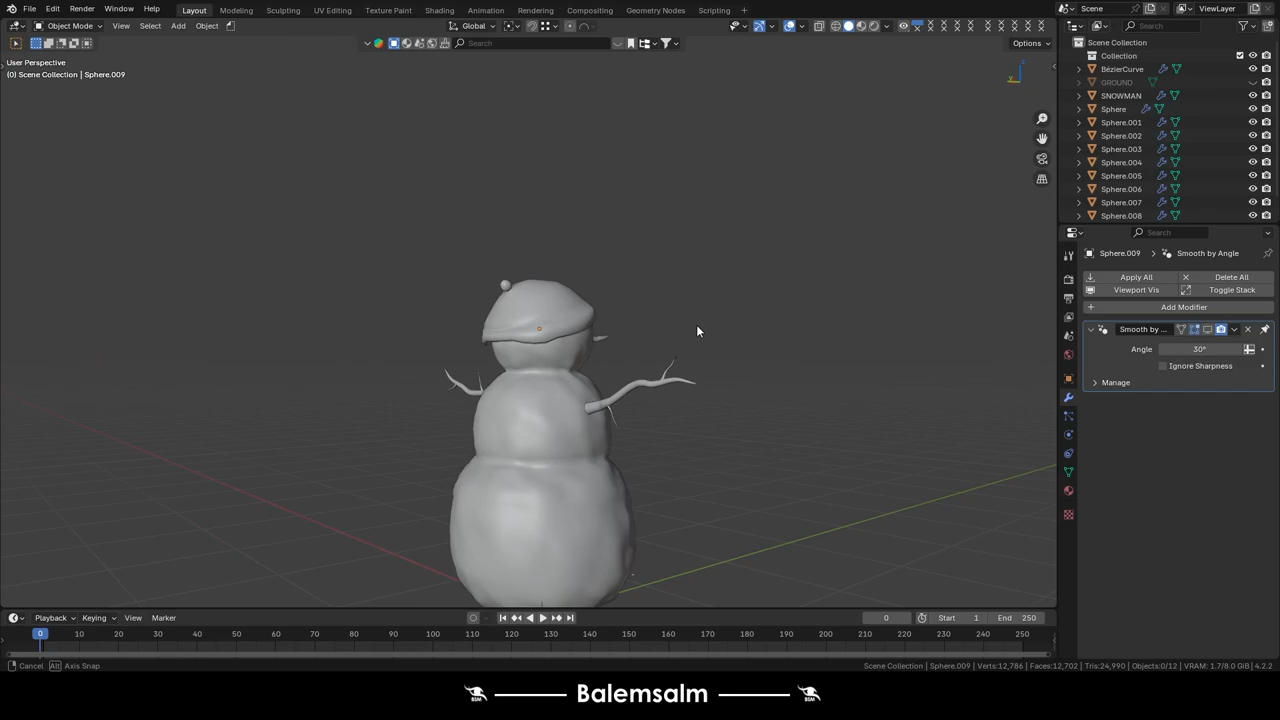 File Edit Render Window Help Layout Modeling Sculpting UV Editing Texture Paint Shading Animation Rendering Compositing Geometry Nodes Scripting Scene ViewLayer
Object Mode View Select Add Object Global Search
Search Options
User Perspective
(0) Scene Collection | Sphere.009
Scene Collection
Collection
BézierCurve
GROUND
SNOWMAN
Sphere
Sphere.001
Sphere.002
Sphere.003
Sphere.004
Sphere.005
Sphere.006
Sphere.007
Sphere.008
Search
Sphere.009 > Smooth by Angle
Apply All Delete All
Viewport Vis Toggle Stack
Add Modifier
Smooth by ...
Angle 30°
Ignore Sharpness
Manage
Y
Playback Keying View Marker 0 Start 1 End 250
0 10 20 30 40 50 60 70 80 90 100 110 120 130 140 150 160 170 180 190 200 210 220 230 240 250
Cancel Alt Axis Snap Scene Collection | Sphere.009 | Verts:12,786 | Faces:12,702 | Tris:24,990 | Objects:0/12 | VRAM: 1.7/8.0 GiB | 4.2.2
BSM Balemsalm BSM